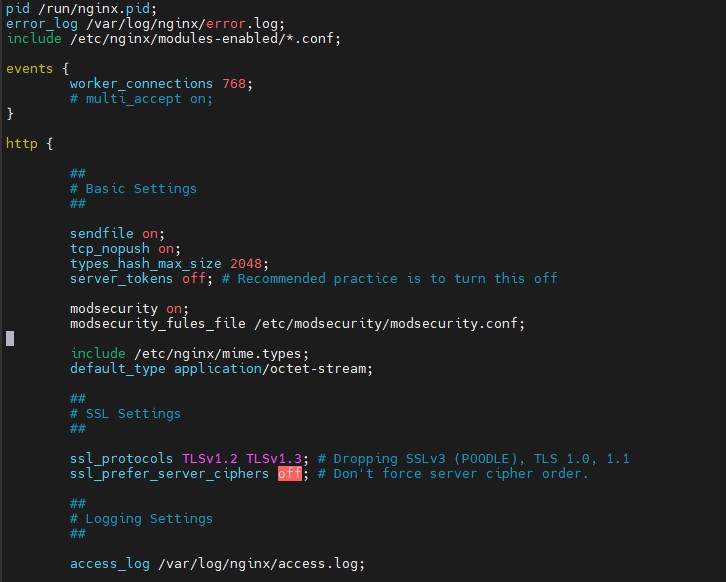 pid /run/nginx.pid;
error_log /var/log/nginx/error.log;
include /etc/nginx/modules-enabled/*.conf;
events {
worker_connections 768;
# multi_accept on;
}
http {
##
# Basic Settings
##
sendfile on;
tcp_nopush on;
types_hash_max_size 2048;
server_tokens off; # Recommended practice is to turn this off
modsecurity on;
modsecurity_fules_file /etc/modsecurity/modsecurity.conf;
include /etc/nginx/mime.types;
default_type application/octet-stream;
##
# SSL Settings
##
ssl_protocols TLSv1.2 TLSv1.3; # Dropping SSLv3 (POODLE), TLS 1.0, 1.1
ssl_prefer_server_ciphers off; # Don't force server cipher order.
##
# Logging Settings
##
access_log /var/log/nginx/access.log;